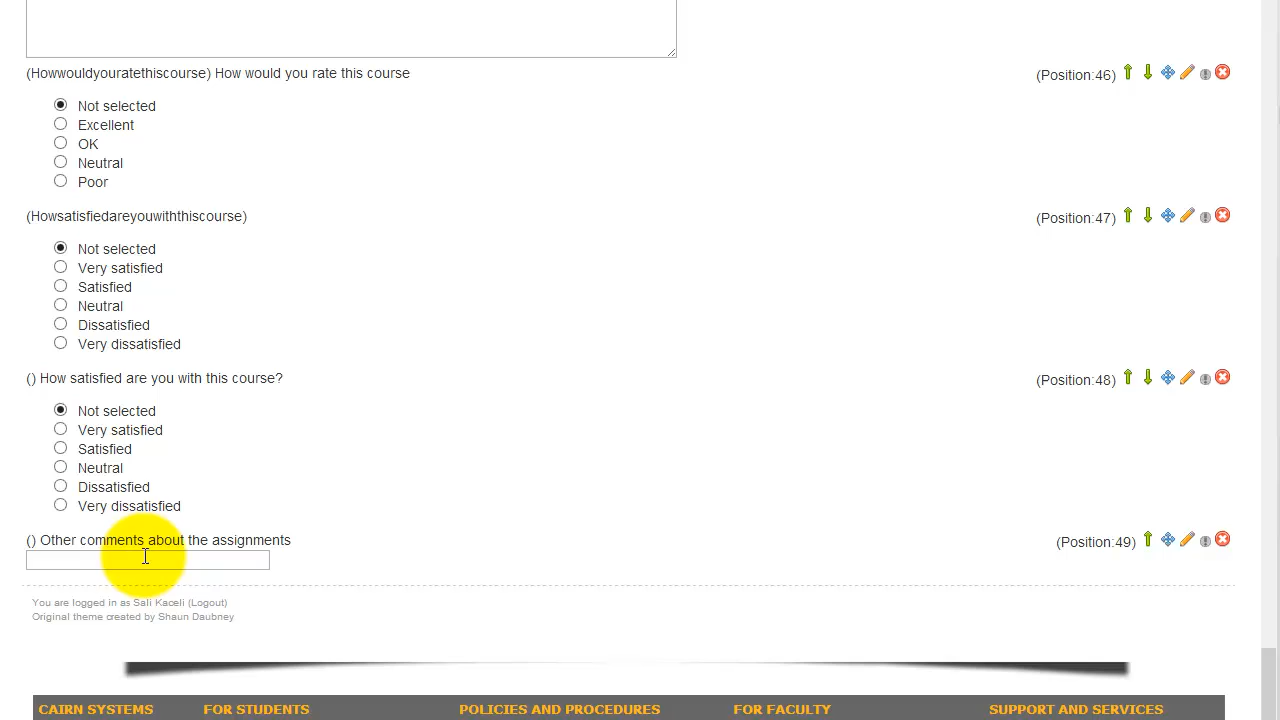 (Howwouldyouratethiscourse) How would you rate this course (Position:46)
Not selected
Excellent
OK
Neutral
Poor
(Howsatisfiedareyouwiththiscourse) (Position:47)
Not selected
Very satisfied
Satisfied
Neutral
Dissatisfied
Very dissatisfied
() How satisfied are you with this course? (Position:48)
Not selected
Very satisfied
Satisfied
Neutral
Dissatisfied
Very dissatisfied
() Other comments about the assignments (Position:49)
You are logged in as Sali Kaceli (Logout)
Original theme created by Shaun Daubney
CAIRN SYSTEMS FOR STUDENTS POLICIES AND PROCEDURES FOR FACULTY SUPPORT AND SERVICES